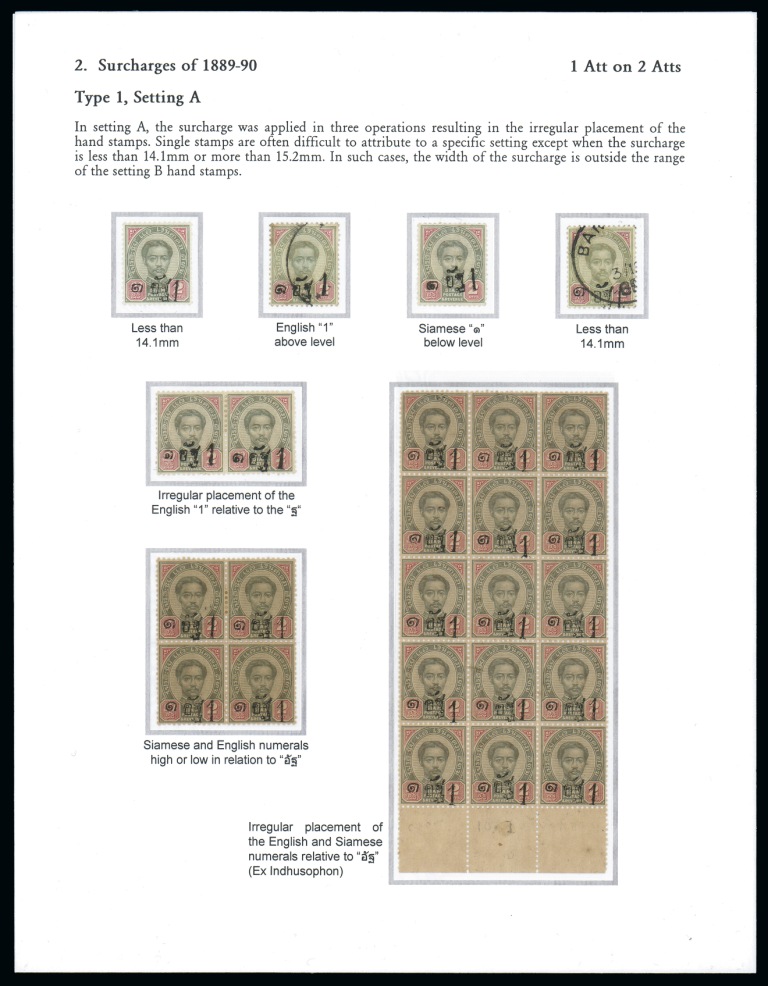 2. Surcharges of 1889-90
1 Att on 2 Atts
Type 1, Setting A
In setting A, the surcharge was applied in three operations resulting in the irregular placement of the
hand stamps. Single stamps are often difficult to attribute to a specific setting except when the surcharge
is less than 14.1mm or more than 15.2mm. In such cases, the width of the surcharge is outside the range
of the setting B hand stamps.
Less than
14.1mm
English “1”
above level
Siamese “๑”
below level
Less than
14.1mm
Irregular placement of the
English “1” relative to the “ฐ“
Siamese and English numerals
high or low in relation to “อัฐ”
Irregular placement of
the English and Siamese
numerals relative to “อัฐ”
(Ex Indhusophon)